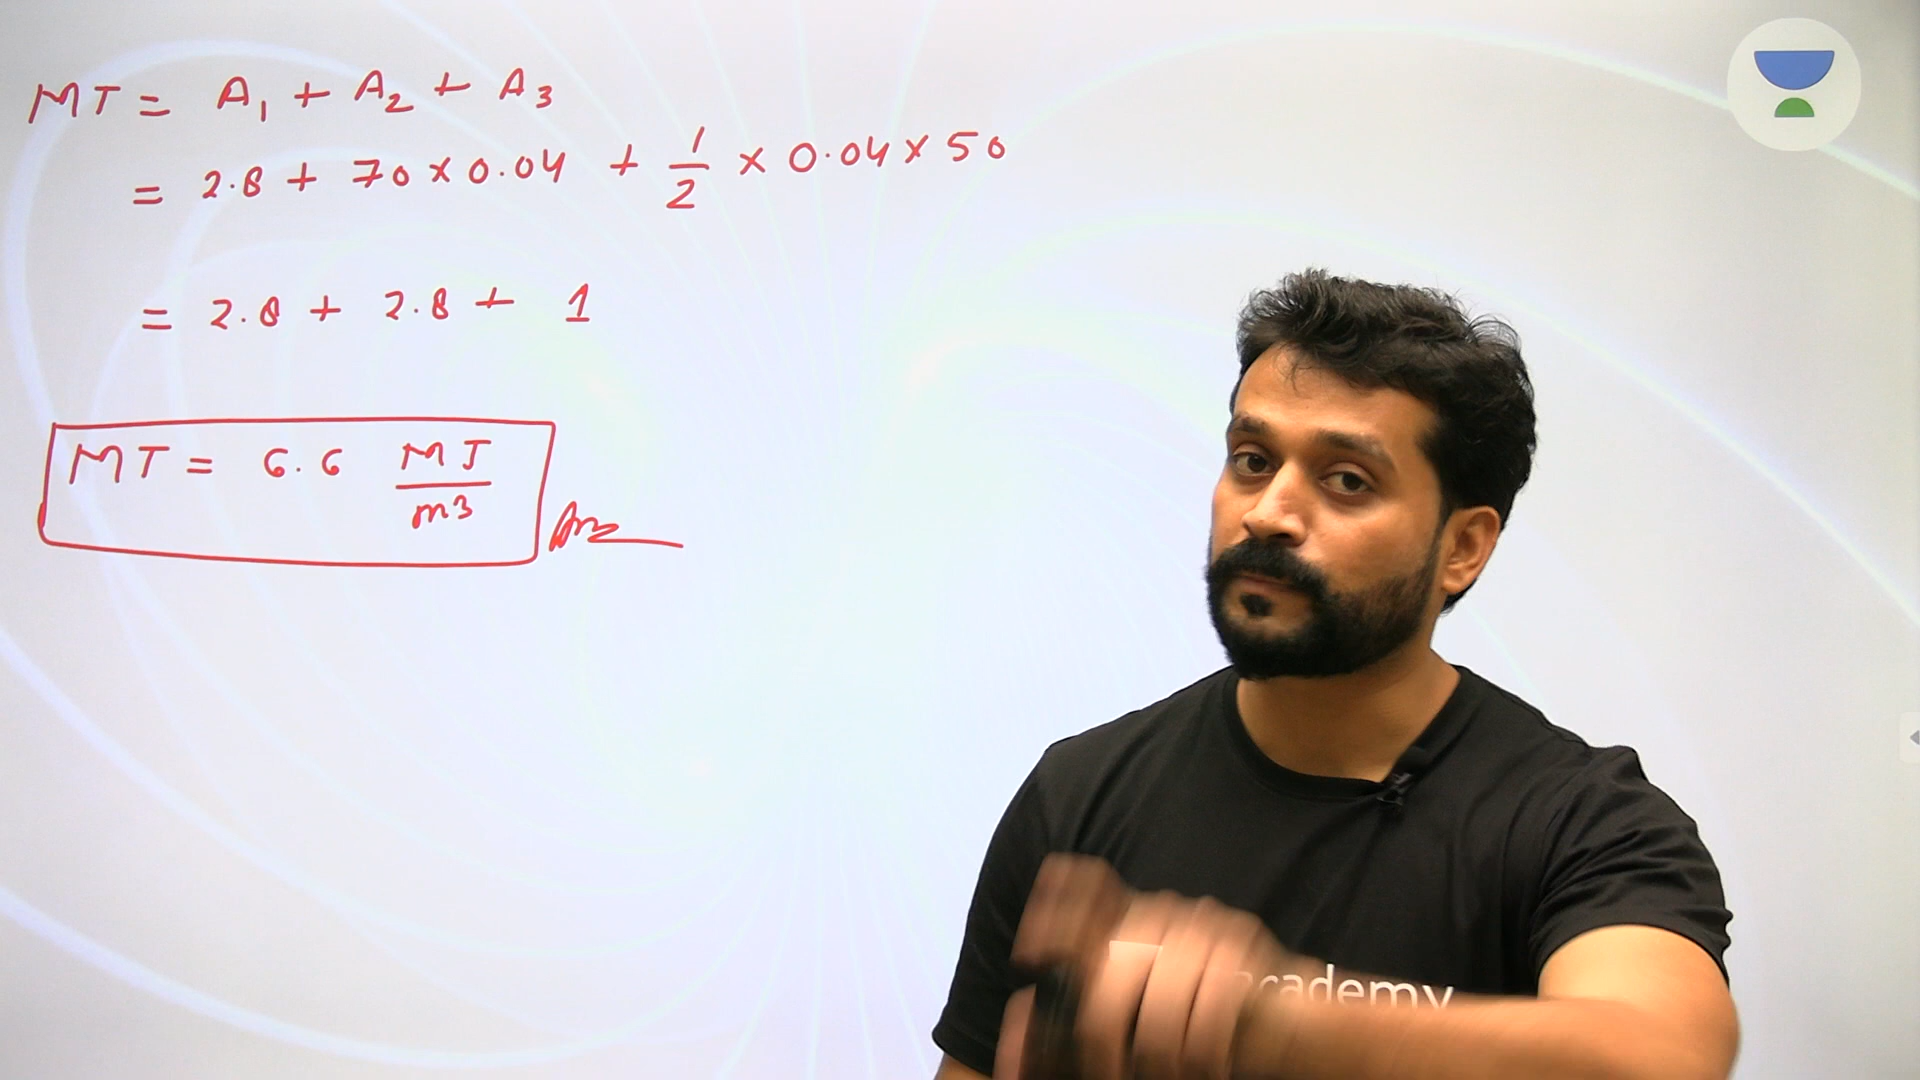 MT = A₁ + A₂ + A₃
= 2.8 + 70 × 0.04 + 1/2 × 0.04 × 50
= 2.8 + 2.8 + 1
MT = 6.6 MJ/m3
Ans
academy